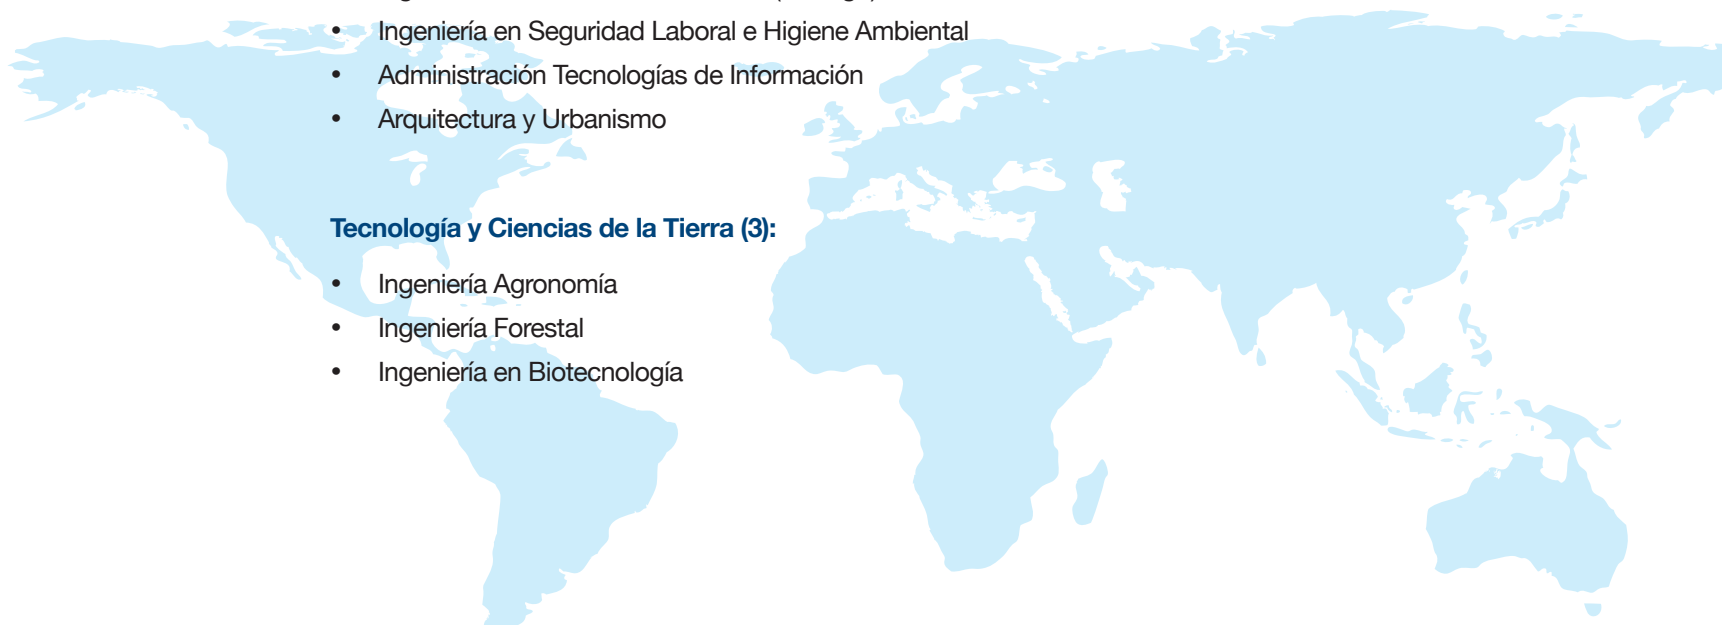 • Ingeniería en Seguridad Laboral e Higiene Ambiental
• Administración Tecnologías de Información
• Arquitectura y Urbanismo
Tecnología y Ciencias de la Tierra (3):
• Ingeniería Agronomía
• Ingeniería Forestal
• Ingeniería en Biotecnología